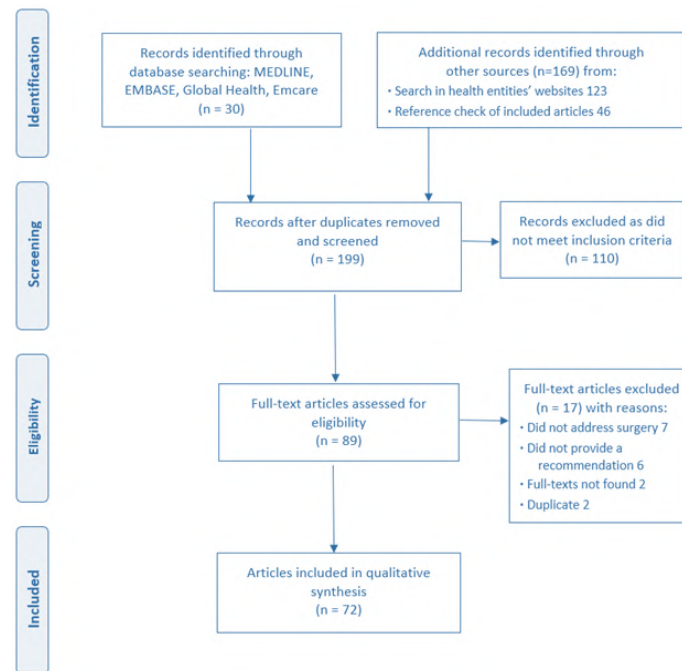 Identification
Records identified through
database searching: MEDLINE,
EMBASE, Global Health, Emcare
(n = 30)
Additional records identified through
other sources (n=169) from:
• Search in health entities' websites 123
• Reference check of included articles 46
Screening
Records after duplicates removed
and screened
(n = 199)
Records excluded as did
not meet inclusion criteria
(n = 110)
Eligibility
Full-text articles assessed for
eligibility
(n = 89)
Full-text articles excluded
(n = 17) with reasons:
• Did not address surgery 7
• Did not provide a
recommendation 6
• Full-texts not found 2
• Duplicate 2
Included
Articles included in qualitative
synthesis
(n = 72)